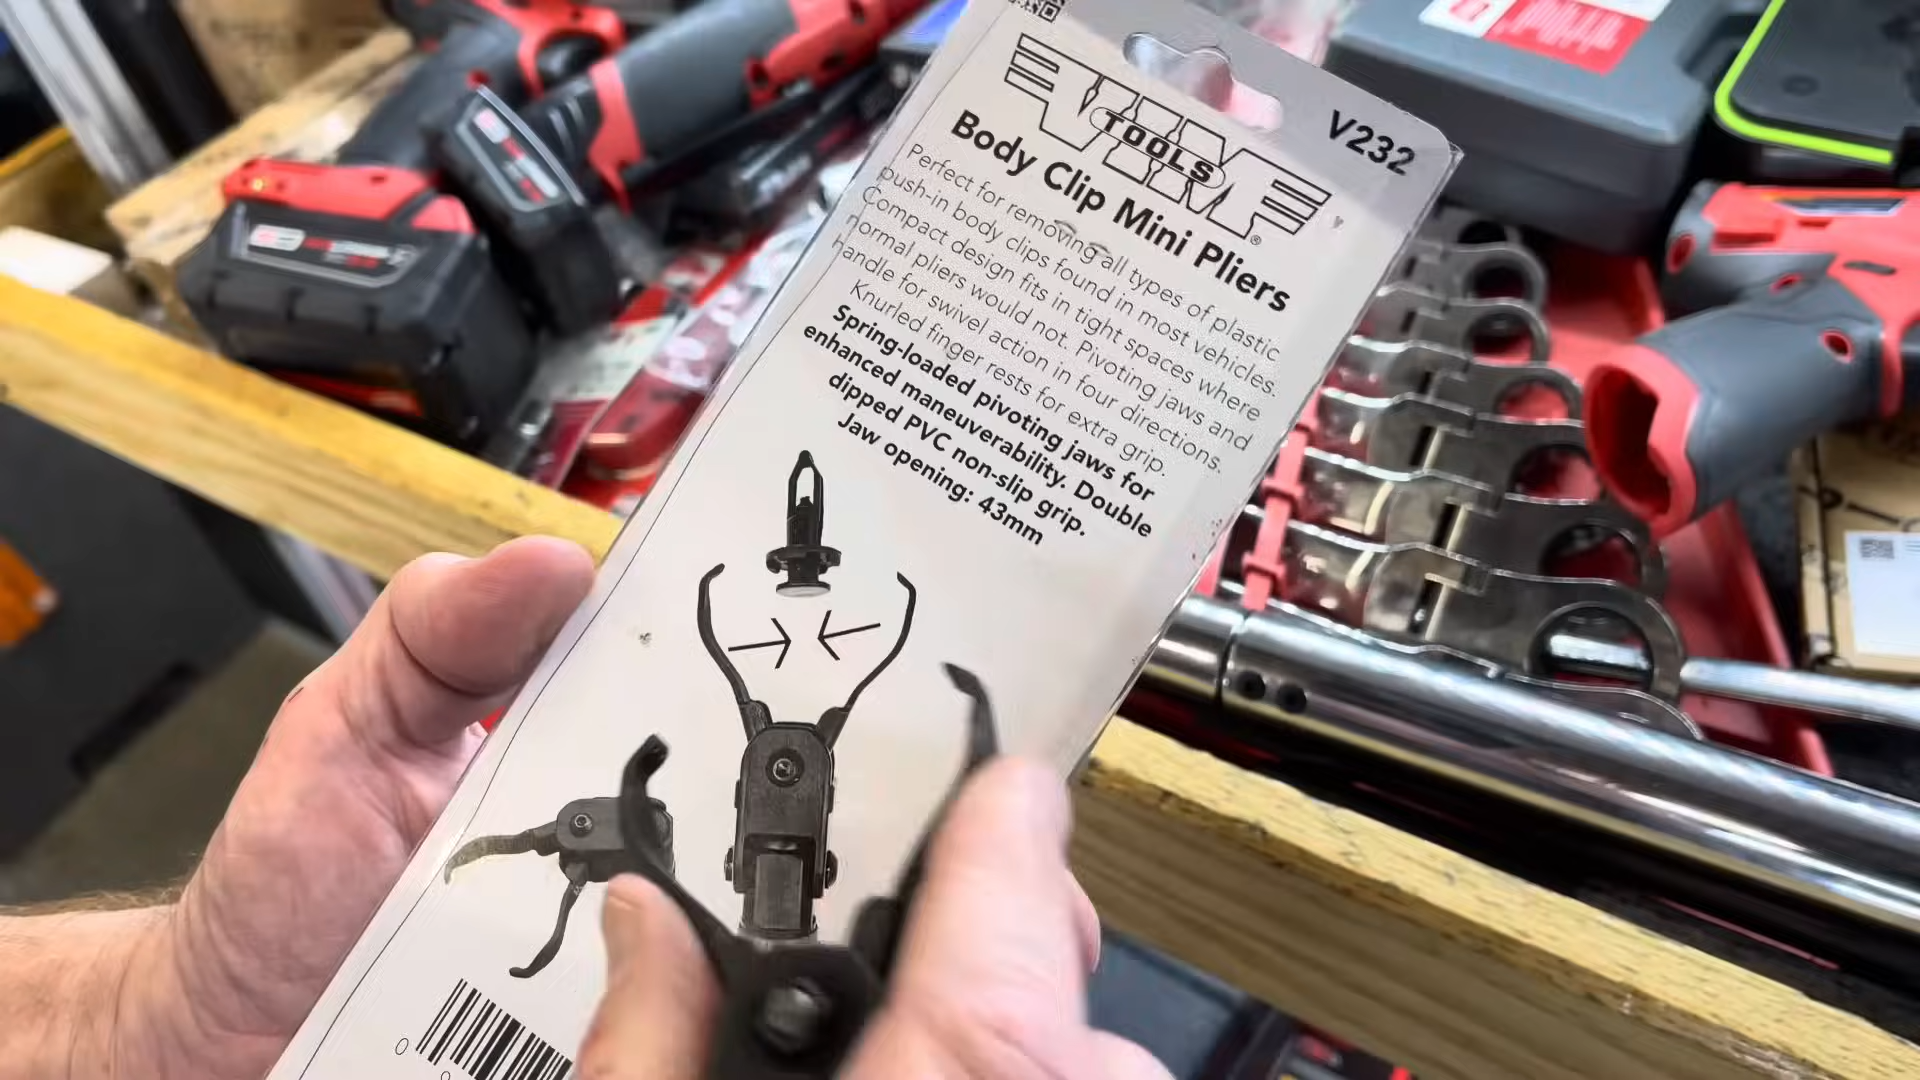 V232
VIM
TOOLS
®
Body Clip Mini Pliers
Perfect for removing all types of plastic
push-in body clips found in most vehicles.
Compact design fits in tight spaces where
normal pliers would not. Pivoting jaws and
handle for swivel action in four directions.
Knurled finger rests for extra grip.
Spring-loaded pivoting jaws for
enhanced maneuverability. Double
dipped PVC non-slip grip.
Jaw opening: 43mm
0